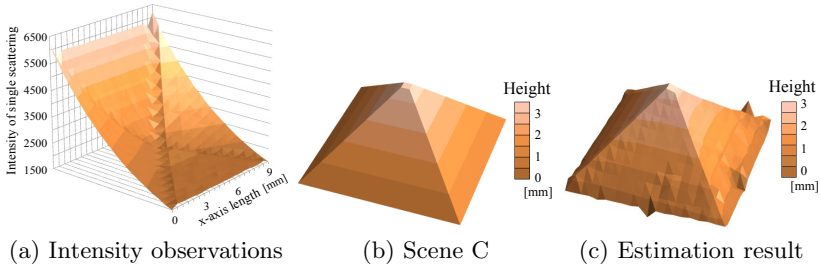 Intensity of single scattering
6500
5500
4500
3500
2500
1500
0
3
6
9
x-axis length [mm]
Height
3
2
1
0
[mm]
Height
3
2
1
0
[mm]
(a) Intensity observations
(b) Scene C
(c) Estimation result